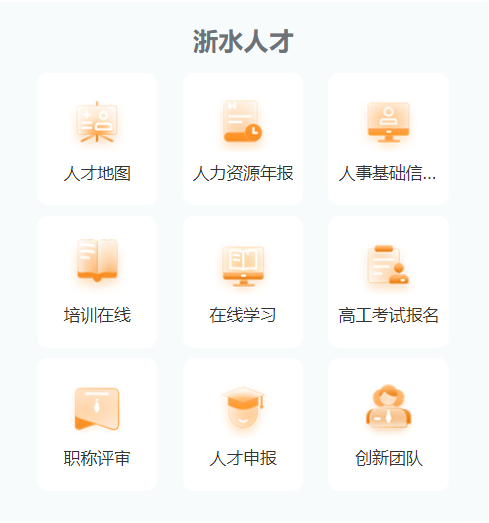 浙水人才
人才地图
人力资源年报
人事基础信...
培训在线
在线学习
高工考试报名
职称评审
人才申报
创新团队